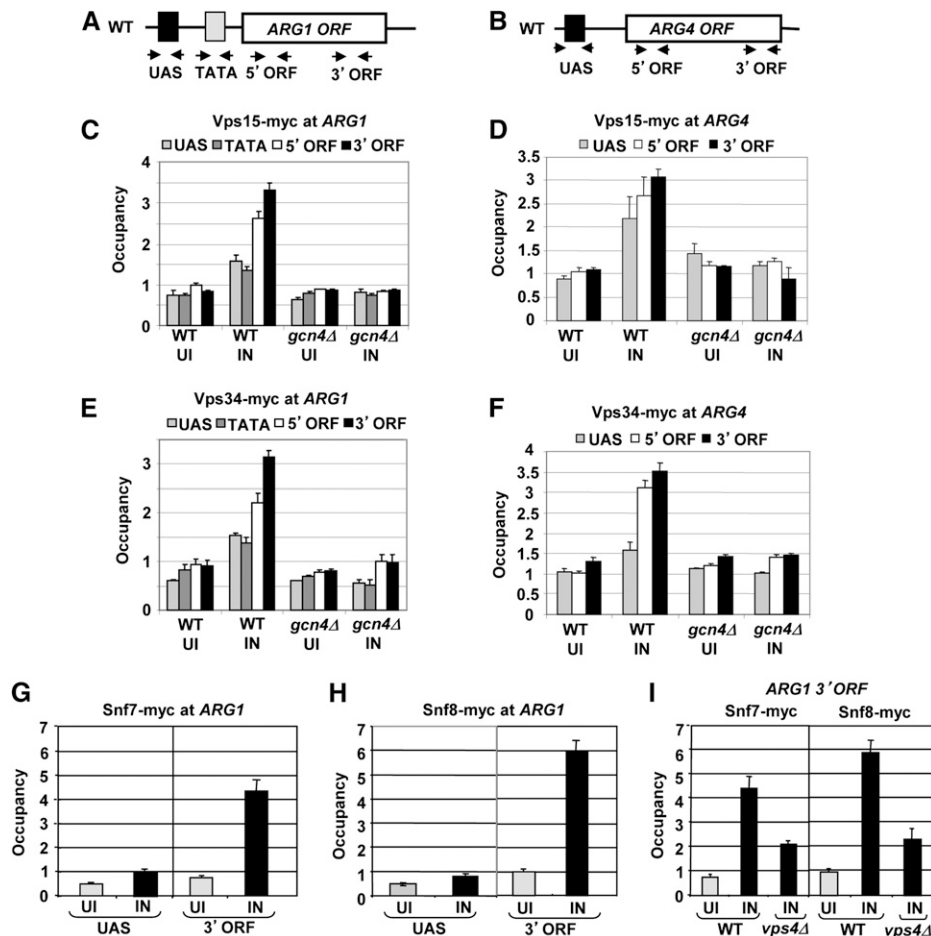 A
WT
ARG1 ORF
UAS TATA 5' ORF 3' ORF
B
WT
ARG4 ORF
UAS 5' ORF 3' ORF
C
Vps15-myc at ARG1
UAS TATA 5' ORF 3' ORF
Occupancy
4
3
2
1
0
WT WT gcn4Δ gcn4Δ
UI IN UI IN
D
Vps15-myc at ARG4
UAS 5' ORF 3' ORF
Occupancy
3.5
3
2.5
2
1.5
1
0.5
0
WT WT gcn4Δ gcn4Δ
UI IN UI IN
E
Vps34-myc at ARG1
UAS TATA 5' ORF 3' ORF
Occupancy
3
2
1
0
WT WT gcn4Δ gcn4Δ
UI IN UI IN
F
Vps34-myc at ARG4
UAS 5' ORF 3' ORF
Occupancy
4
3.5
3
2.5
2
1.5
1
0.5
0
WT WT gcn4Δ gcn4Δ
UI IN UI IN
G
Snf7-myc at ARG1
Occupancy
7
6
5
4
3
2
1
0
UI IN UI IN
UAS 3' ORF
H
Snf8-myc at ARG1
Occupancy
7
6
5
4
3
2
1
0
UI IN UI IN
UAS 3' ORF
I
ARG1 3'ORF
Snf7-myc Snf8-myc
Occupancy
7
6
5
4
3
2
1
0
UI IN IN UI IN IN
WT vps4Δ WT vps4Δ